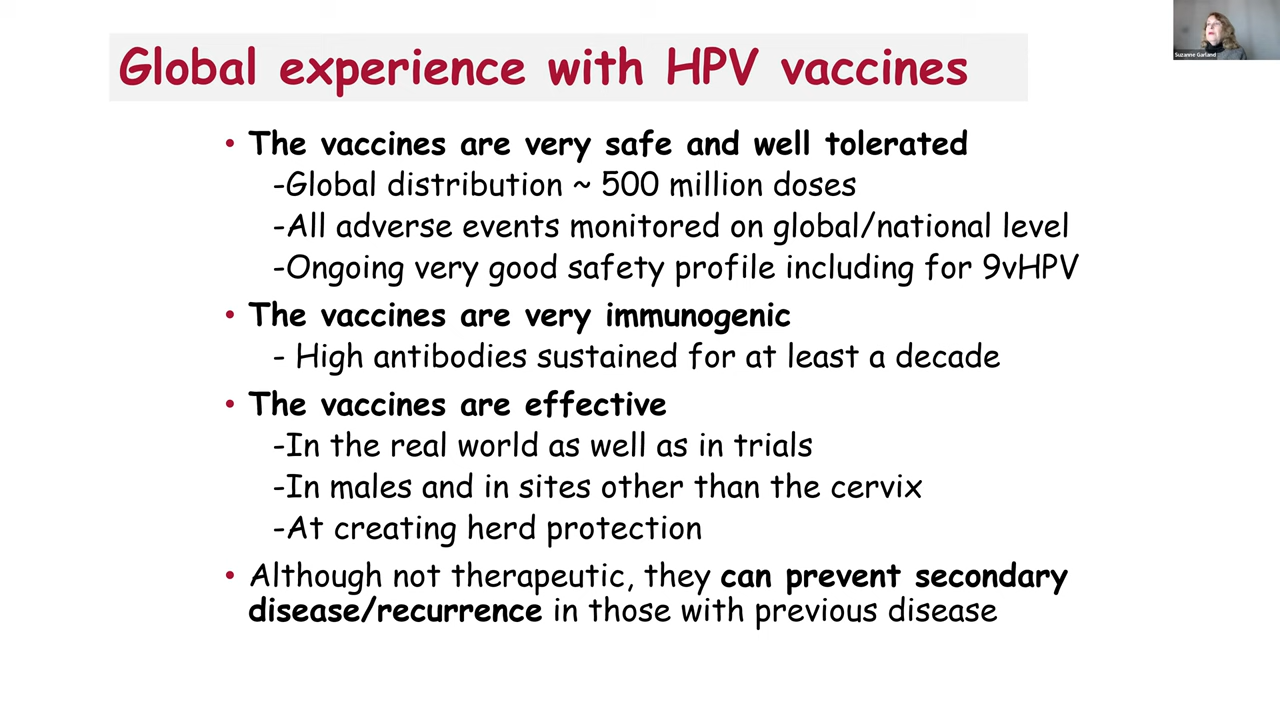 Suzanne Garland
Global experience with HPV vaccines
• The vaccines are very safe and well tolerated
-Global distribution ~ 500 million doses
-All adverse events monitored on global/national level
-Ongoing very good safety profile including for 9vHPV
• The vaccines are very immunogenic
- High antibodies sustained for at least a decade
• The vaccines are effective
-In the real world as well as in trials
-In males and in sites other than the cervix
-At creating herd protection
• Although not therapeutic, they can prevent secondary
disease/recurrence in those with previous disease